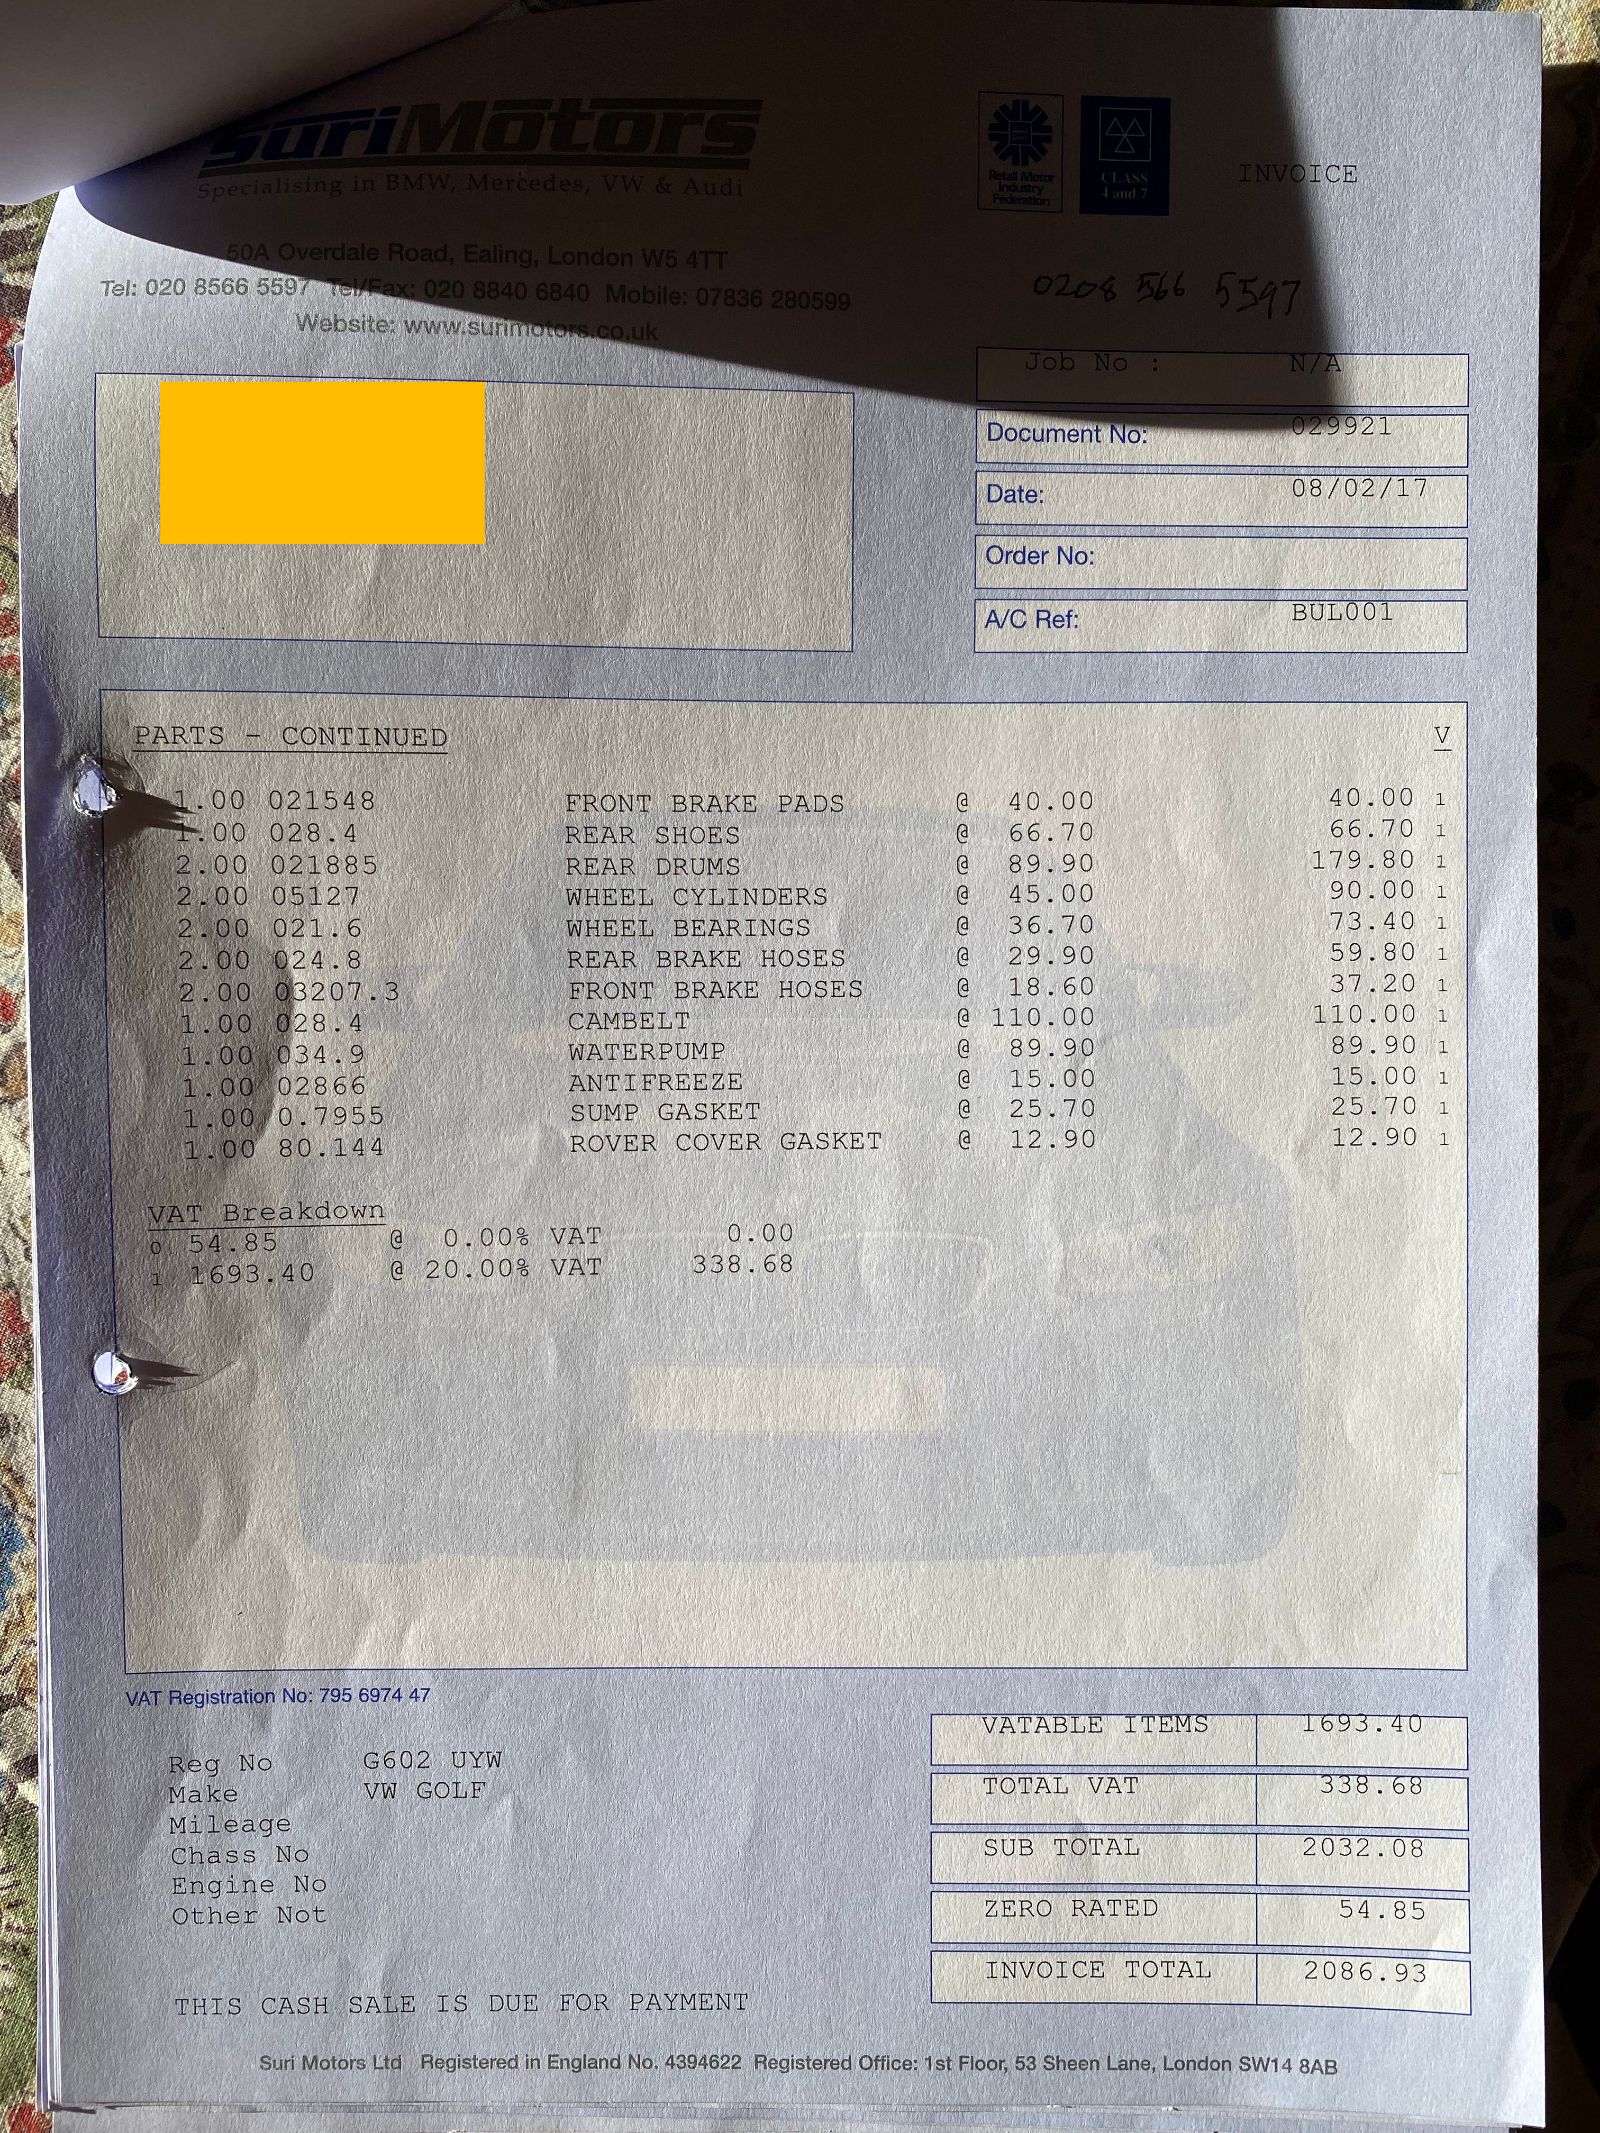 SuriMotors
Specialising in BMW, Mercedes, VW & Audi
Retail Motor
Industry
Federation
CLASS
4 and 7
INVOICE
50A Overdale Road, Ealing, London W5 4TT
Tel: 020 8566 5597 Tel/Fax: 020 8840 6840 Mobile: 07836 280599
Website: www.surimotors.co.uk
0208 566 5597
Job No : N/A
Document No: 029921
Date: 08/02/17
Order No:
A/C Ref: BUL001
PARTS - CONTINUED V
1.00 021548 FRONT BRAKE PADS @ 40.00 40.00 1
1.00 028.4 REAR SHOES @ 66.70 66.70 1
2.00 021885 REAR DRUMS @ 89.90 179.80 1
2.00 05127 WHEEL CYLINDERS @ 45.00 90.00 1
2.00 021.6 WHEEL BEARINGS @ 36.70 73.40 1
2.00 024.8 REAR BRAKE HOSES @ 29.90 59.80 1
2.00 03207.3 FRONT BRAKE HOSES @ 18.60 37.20 1
1.00 028.4 CAMBELT @ 110.00 110.00 1
1.00 034.9 WATERPUMP @ 89.90 89.90 1
1.00 02866 ANTIFREEZE @ 15.00 15.00 1
1.00 0.7955 SUMP GASKET @ 25.70 25.70 1
1.00 80.144 ROVER COVER GASKET @ 12.90 12.90 1
VAT Breakdown
0 54.85 @ 0.00% VAT 0.00
1 1693.40 @ 20.00% VAT 338.68
VAT Registration No: 795 6974 47
Reg No G602 UYW
Make VW GOLF
Mileage
Chass No
Engine No
Other Not
VATABLE ITEMS 1693.40
TOTAL VAT 338.68
SUB TOTAL 2032.08
ZERO RATED 54.85
INVOICE TOTAL 2086.93
THIS CASH SALE IS DUE FOR PAYMENT
Suri Motors Ltd Registered in England No. 4394622 Registered Office: 1st Floor, 53 Sheen Lane, London SW14 8AB